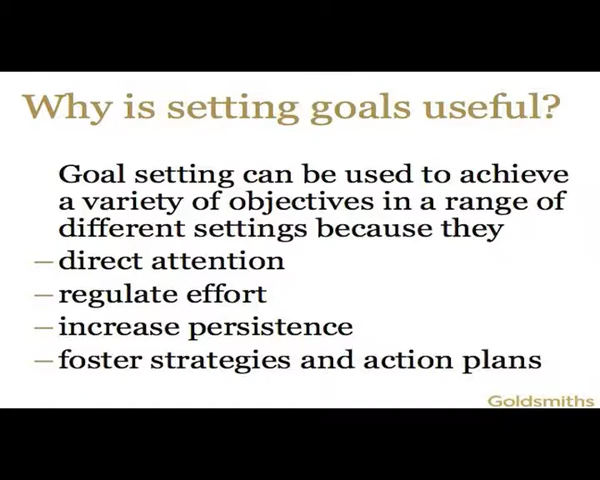 Why is setting goals useful?
Goal setting can be used to achieve
a variety of objectives in a range of
different settings because they
– direct attention
– regulate effort
– increase persistence
– foster strategies and action plans
Goldsmiths